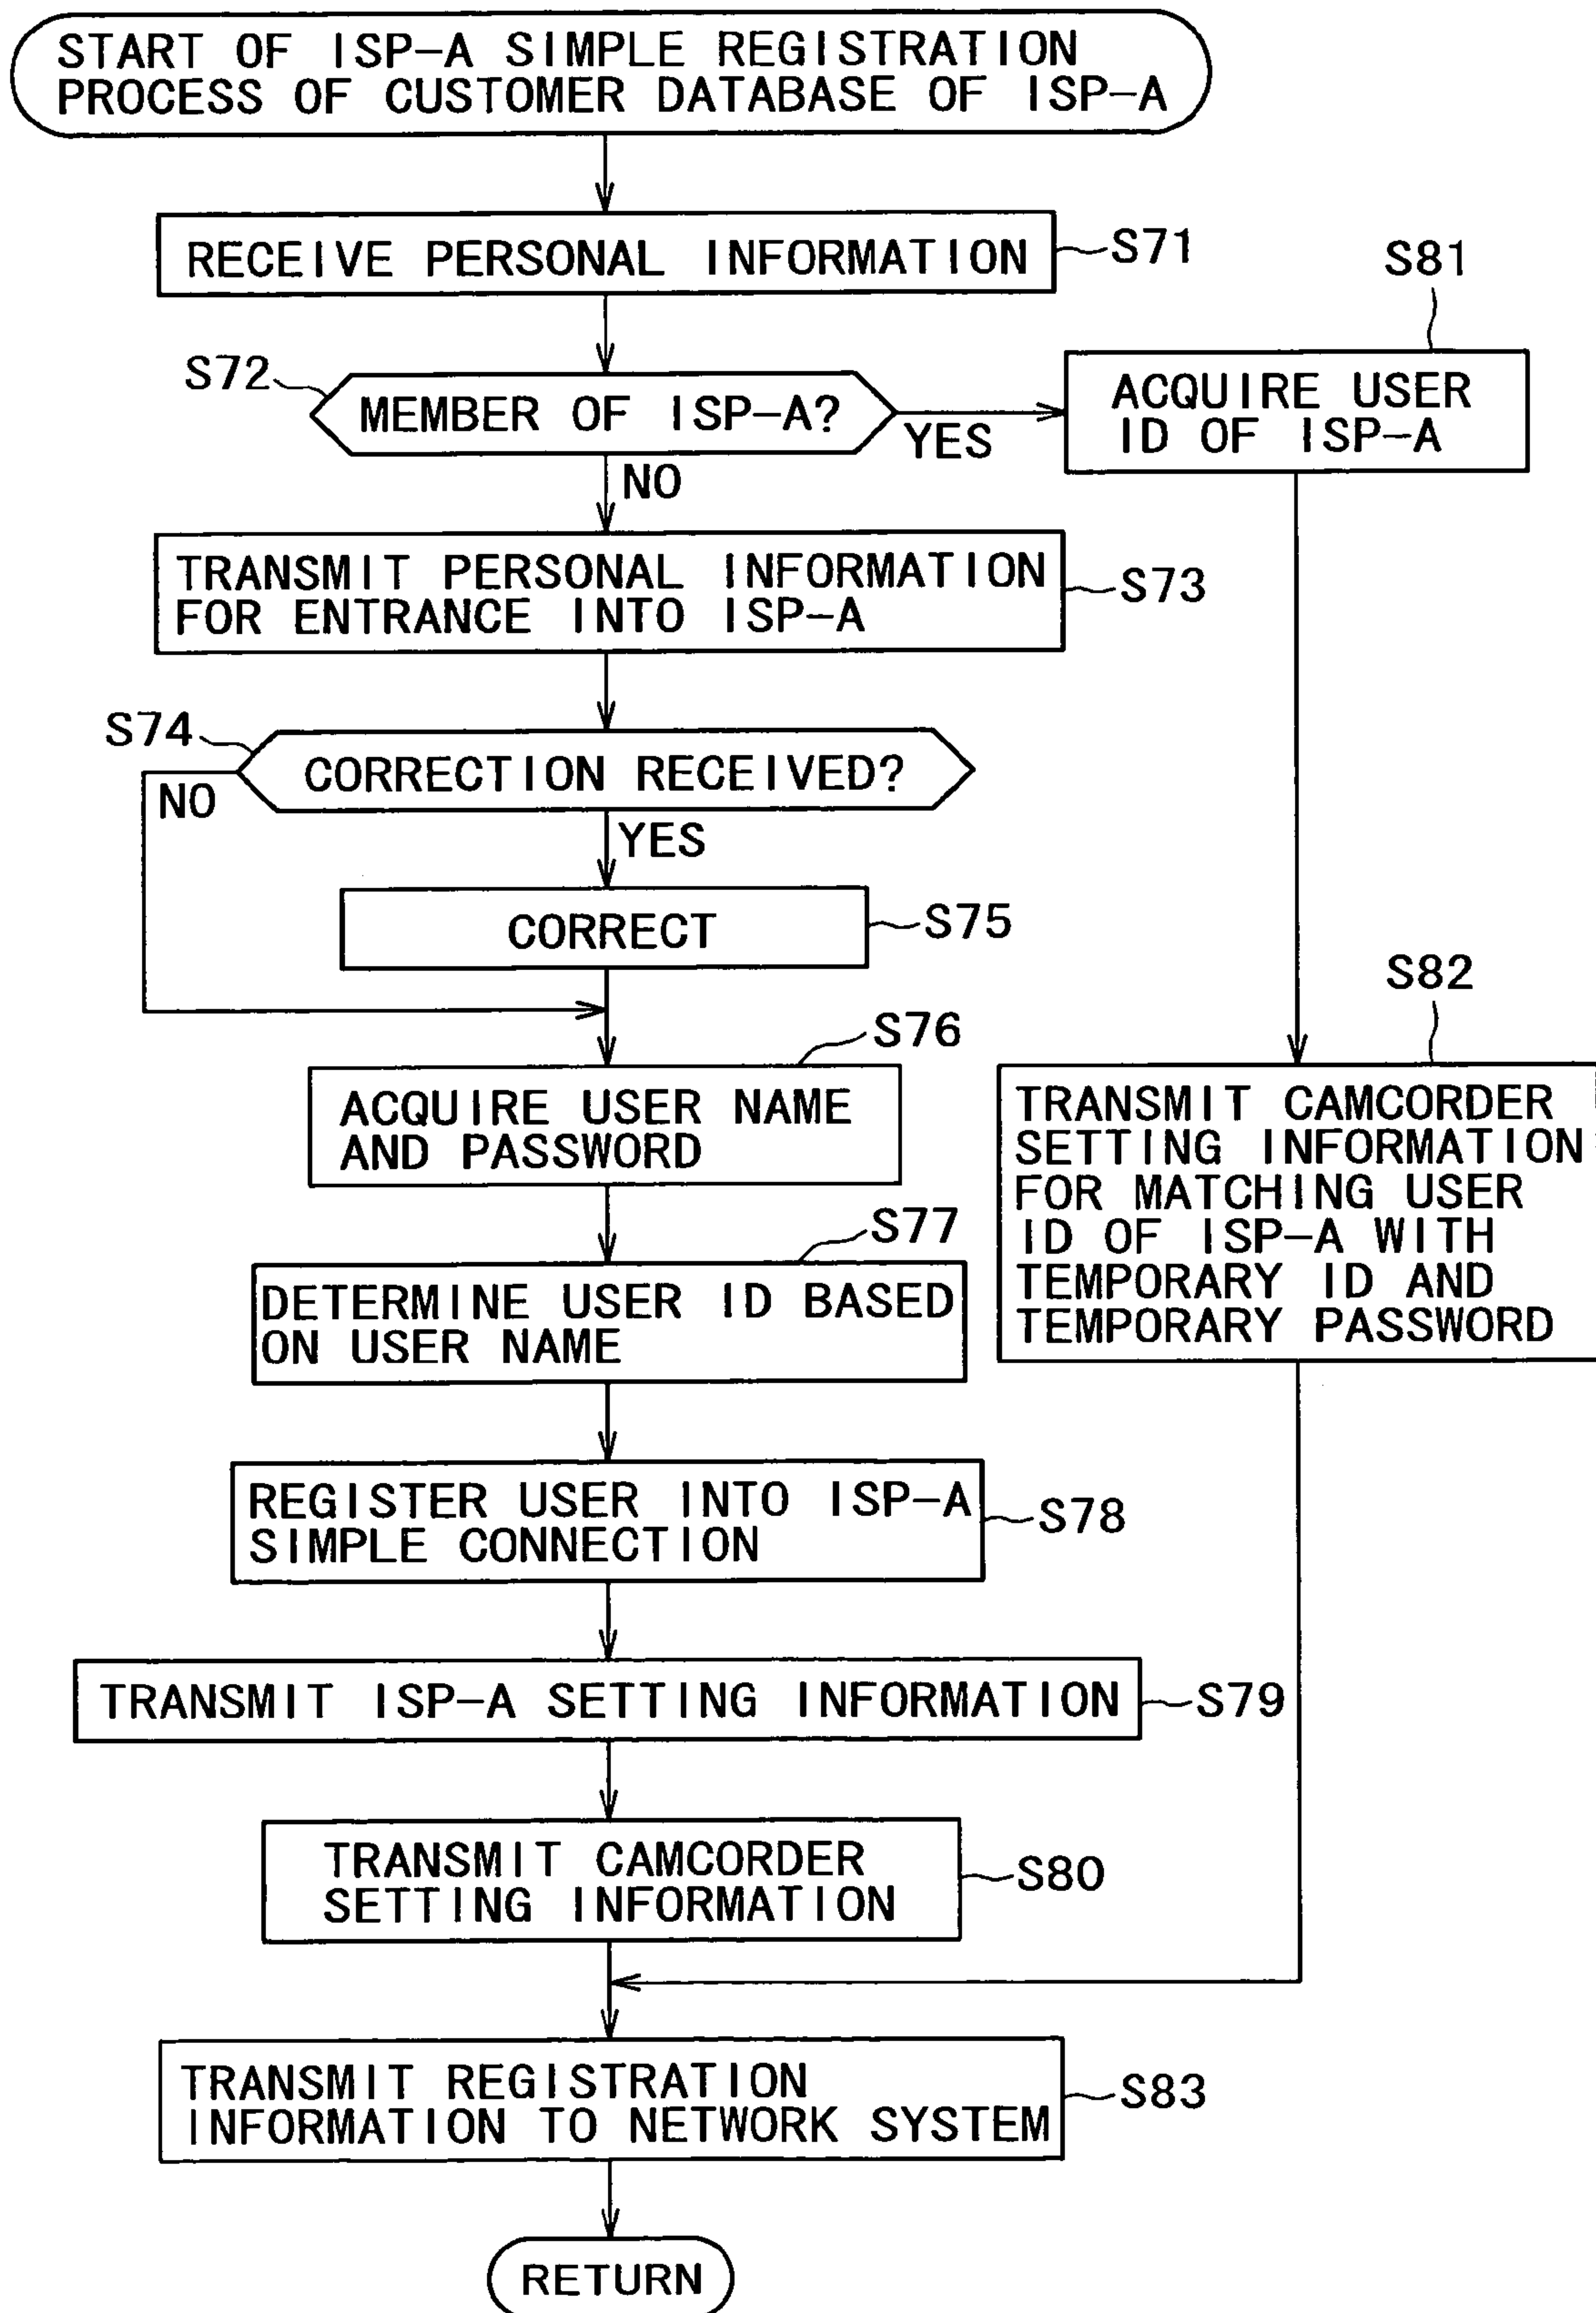 START OF ISP-A SIMPLE REGISTRATION
PROCESS OF CUSTOMER DATABASE OF ISP-A
RECEIVE PERSONAL INFORMATION
S71
S81
S72
MEMBER OF ISP-A?
YES
ACQUIRE USER
ID OF ISP-A
NO
TRANSMIT PERSONAL INFORMATION
FOR ENTRANCE INTO ISP-A
S73
S74
CORRECTION RECEIVED?
NO
YES
CORRECT
S75
S76
ACQUIRE USER NAME
AND PASSWORD
S82
TRANSMIT CAMCORDER
SETTING INFORMATION
FOR MATCHING USER
ID OF ISP-A WITH
TEMPORARY ID AND
TEMPORARY PASSWORD
S77
DETERMINE USER ID BASED
ON USER NAME
REGISTER USER INTO ISP-A
SIMPLE CONNECTION
S78
TRANSMIT ISP-A SETTING INFORMATION
S79
TRANSMIT CAMCORDER
SETTING INFORMATION
S80
TRANSMIT REGISTRATION
INFORMATION TO NETWORK SYSTEM
S83
RETURN